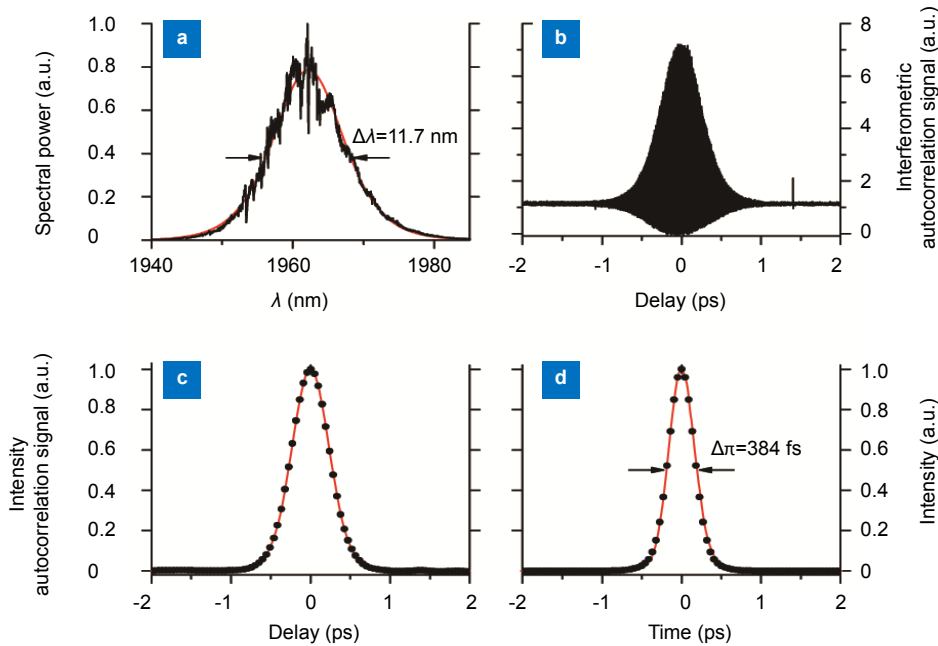 a
Spectral power (a.u.)
1.0
0.8
0.6
0.4
0.2
0
Δλ=11.7 nm
1940
1960
1980
λ (nm)
b
8
6
4
2
0
Interferometric
autocorrelation signal (a.u.)
-2
-1
0
1
2
Delay (ps)
c
Intensity
autocorrelation signal (a.u.)
1.0
0.8
0.6
0.4
0.2
0
-2
-1
0
1
2
Delay (ps)
d
Δπ=384 fs
1.0
0.8
0.6
0.4
0.2
0
Intensity (a.u.)
-2
-1
0
1
2
Time (ps)